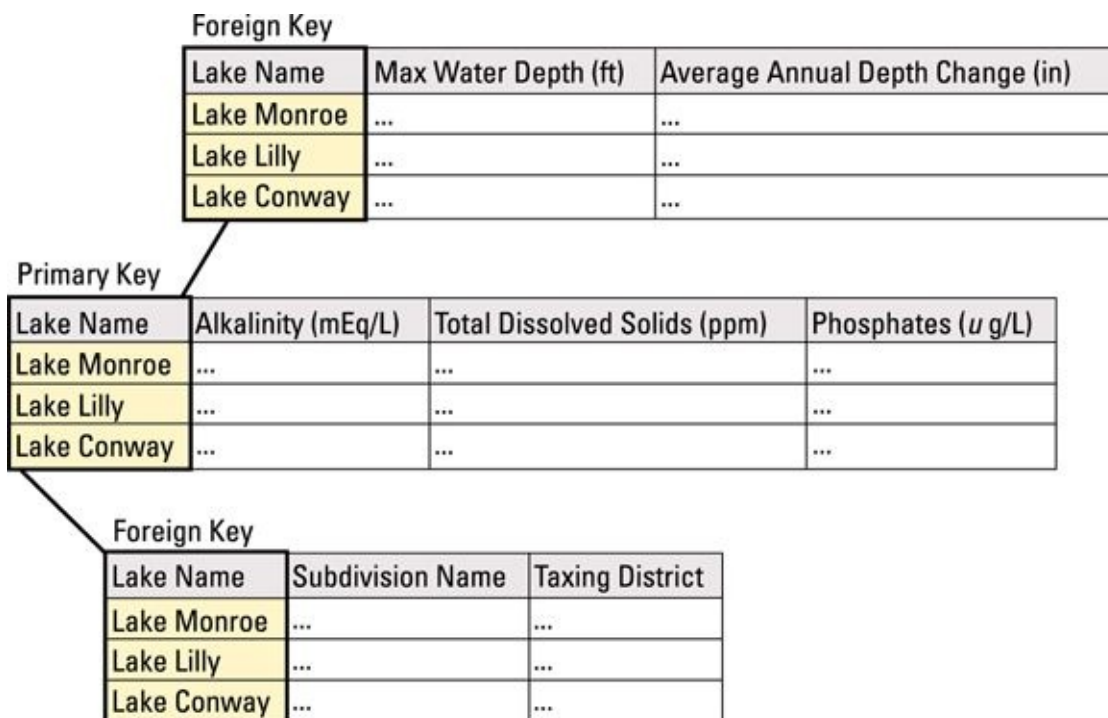 Foreign Key
Lake Name Max Water Depth (ft) Average Annual Depth Change (in)
Lake Monroe ... ...
Lake Lilly ... ...
Lake Conway ... ...
Primary Key
Lake Name Alkalinity (mEq/L) Total Dissolved Solids (ppm) Phosphates (u g/L)
Lake Monroe ... ... ...
Lake Lilly ... ... ...
Lake Conway ... ... ...
Foreign Key
Lake Name Subdivision Name Taxing District
Lake Monroe ... ...
Lake Lilly ... ...
Lake Conway ... ...